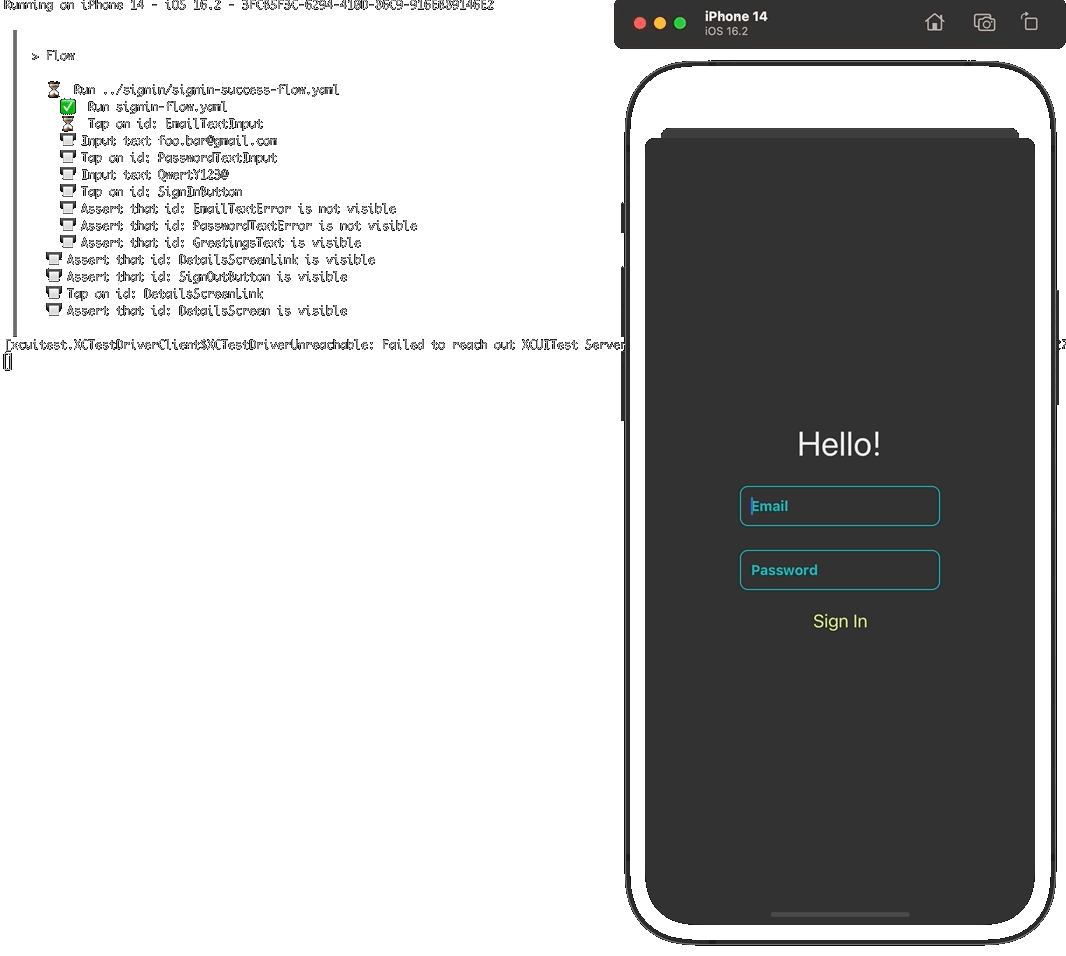 Running on iPhone 14 - iOS 16.2 -
> Flow
Run ../signin/signin-success-flow.yaml
Run signin-flow.yaml
Tap on id: EmailTextInput
Input text foo.bar@gmail.com
Tap on id: PasswordTextInput
Input text QwertY123@
Tap on id: SignInButton
Assert that id: EmailTextError is not visible
Assert that id: PasswordTextError is not visible
Assert that id: GreetingsText is visible
Assert that id: DetailsScreenLink is visible
Assert that id: SignOutButton is visible
Tap on id: DetailsScreenLink
Assert that id: DetailsScreen is visible
[xcuitest.XCTestDriverClient$XCTestDriverUnreachable: Failed to reach out XCUITest Server
iPhone 14
iOS 16.2
Hello!
Email
Password
Sign In